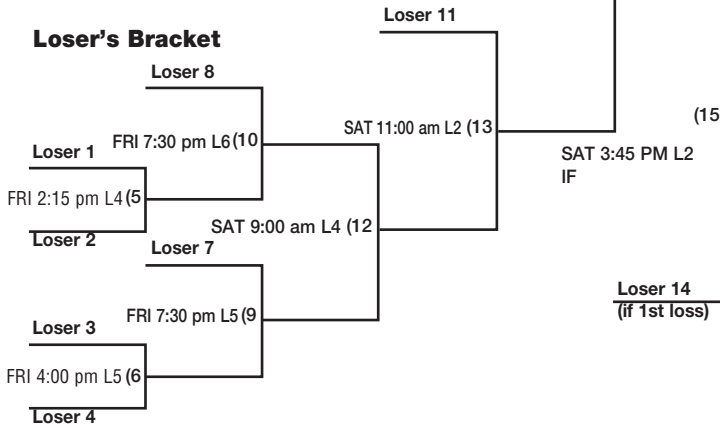 Loser 11
Loser's Bracket
Loser 8
(15
SAT 11:00 am L2 (13
FRI 7:30 pm L6 (10
Loser 1
SAT 3:45 PM L2
IF
FRI 2:15 pm L4 (5
SAT 9:00 am L4 (12
Loser 2
Loser 7
Loser 14
(if 1st loss)
FRI 7:30 pm L5 (9
Loser 3
FRI 4:00 pm L5 (6
Loser 4